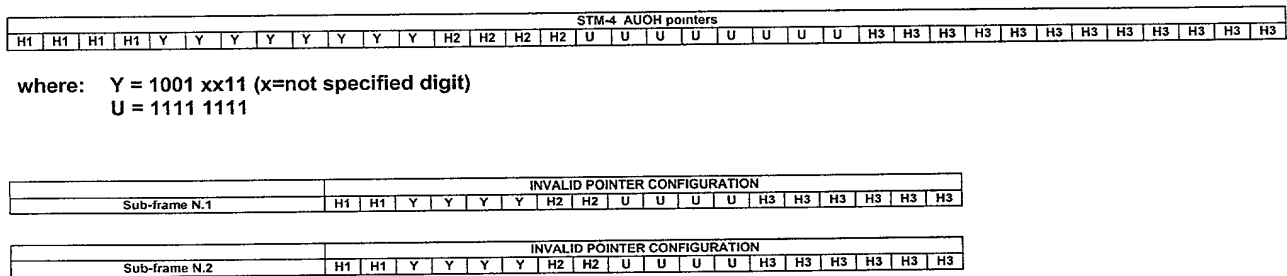 STM-4 AUOH pointers
H1 H1 H1 H1 Y Y Y Y Y Y Y Y H2 H2 H2 H2 U U U U U U U U H3 H3 H3 H3 H3 H3 H3 H3 H3 H3 H3 H3
where: Y = 1001 xx11 (x=not specified digit)
U = 1111 1111
INVALID POINTER CONFIGURATION
Sub-frame N.1 H1 H1 Y Y Y Y H2 H2 U U U U H3 H3 H3 H3 H3 H3
INVALID POINTER CONFIGURATION
Sub-frame N.2 H1 H1 Y Y Y Y H2 H2 U U U U H3 H3 H3 H3 H3 H3